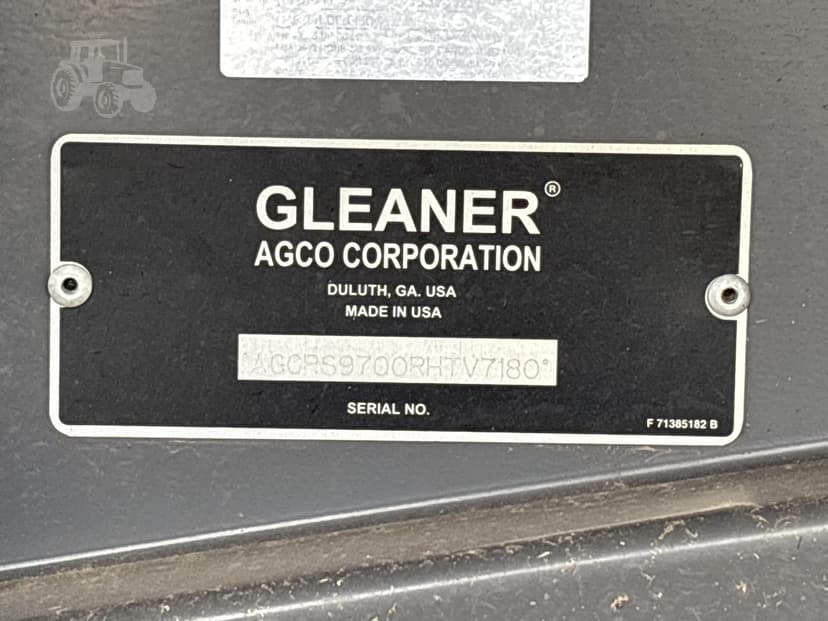 GLEANER®
AGCO CORPORATION
DULUTH, GA. USA
MADE IN USA
*AGCRS9700RHTV7180*
SERIAL NO.
F 71385182 B